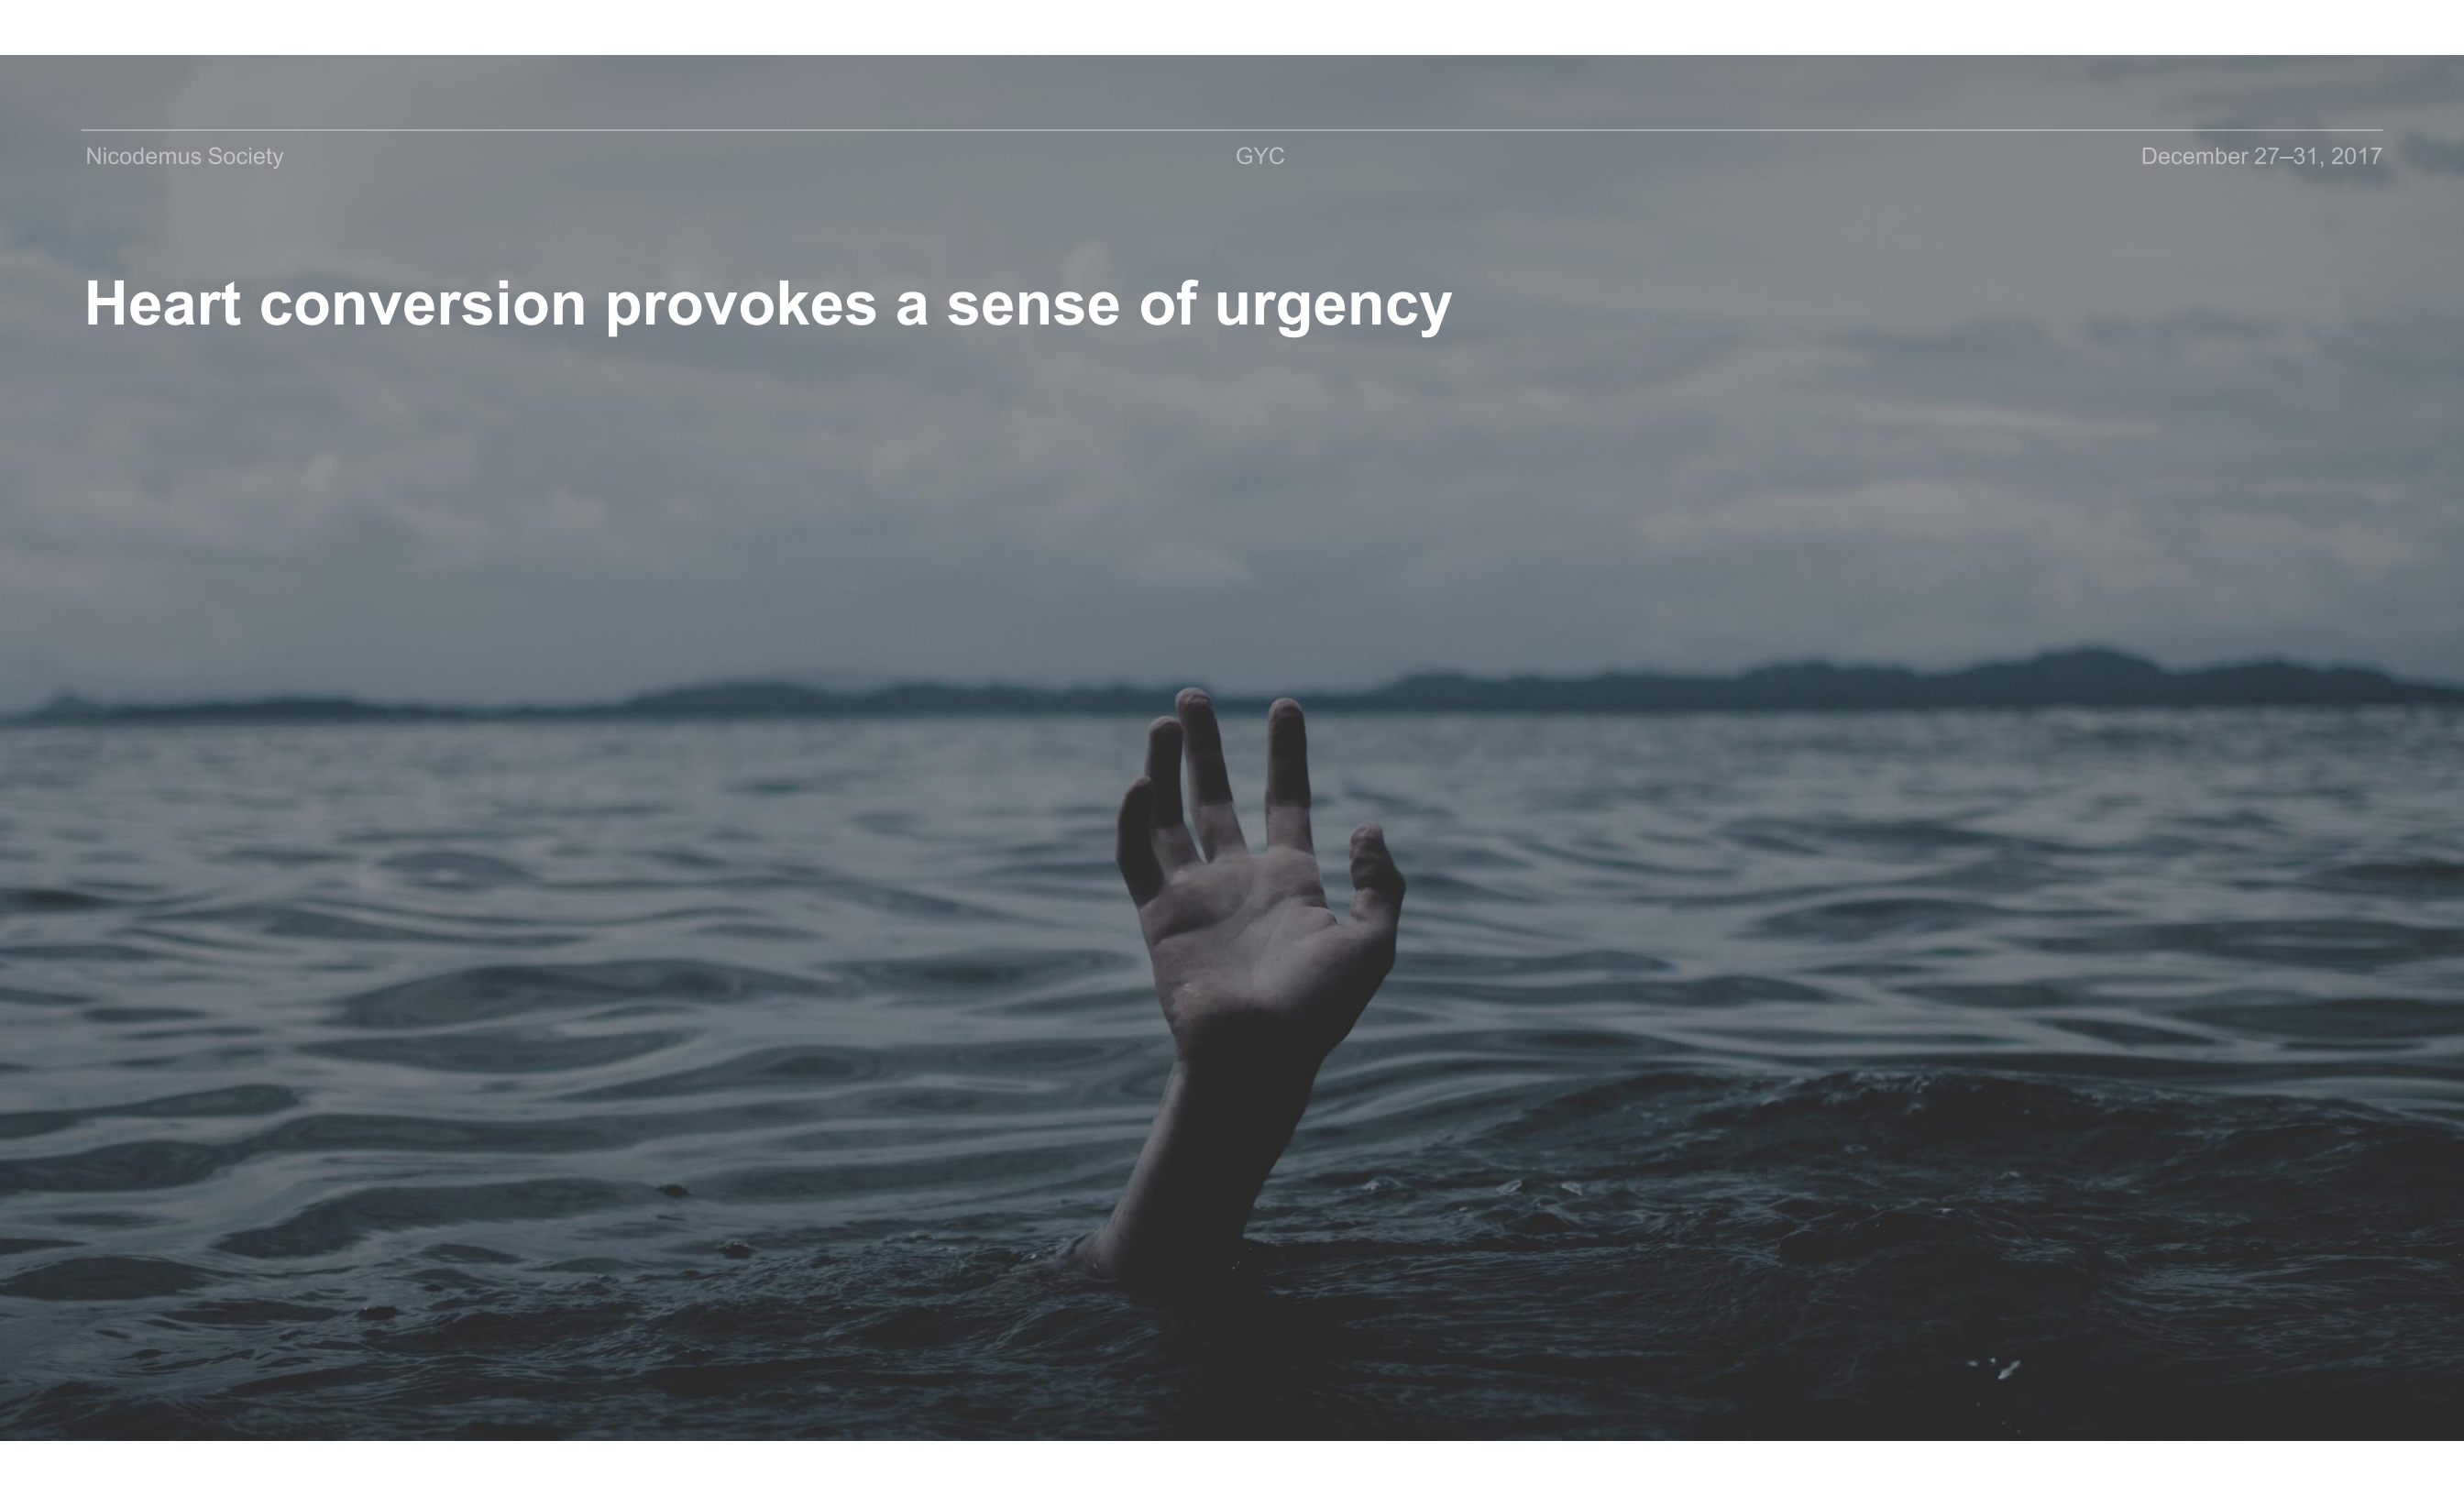 Nicodemus Society GYC December 27–31, 2017
Heart conversion provokes a sense of urgency